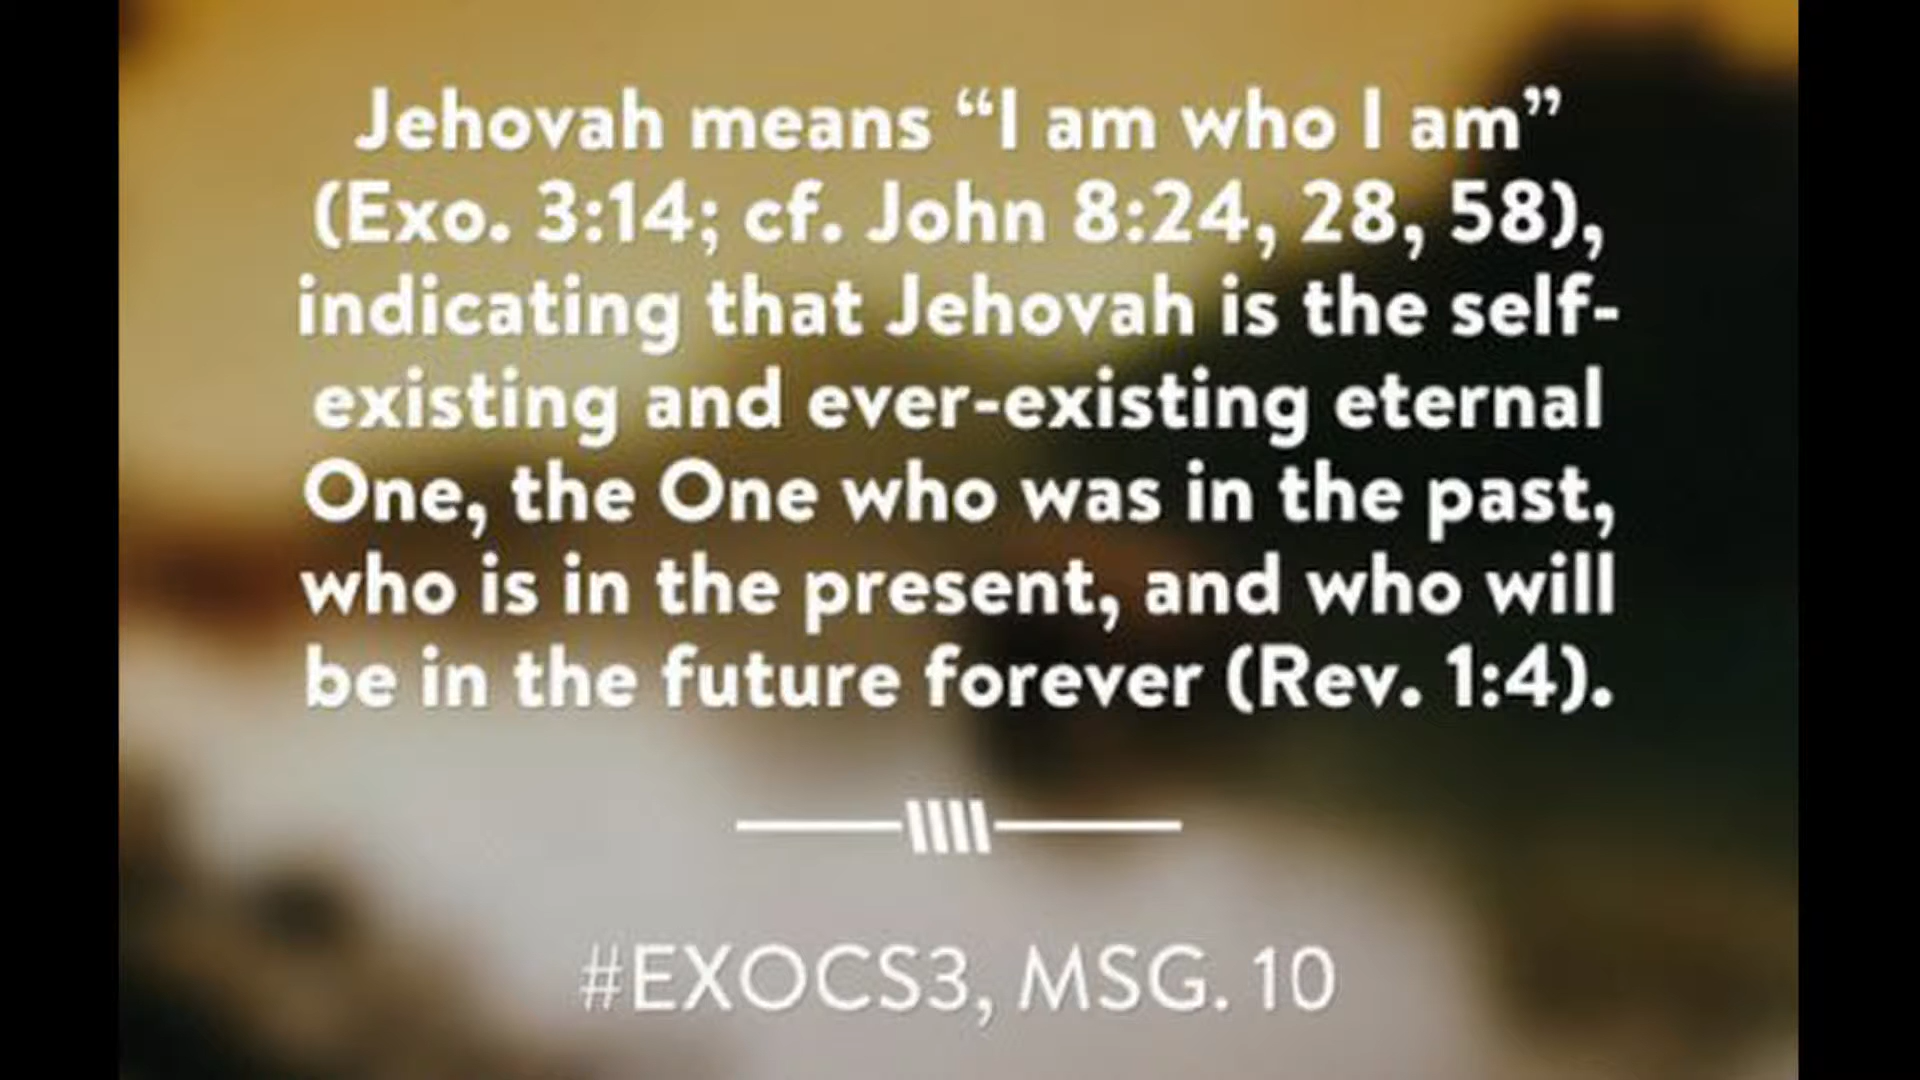 Jehovah means “I am who I am”
(Exo. 3:14; cf. John 8:24, 28, 58),
indicating that Jehovah is the self-
existing and ever-existing eternal
One, the One who was in the past,
who is in the present, and who will
be in the future forever (Rev. 1:4).
#EXOCS3, MSG. 10